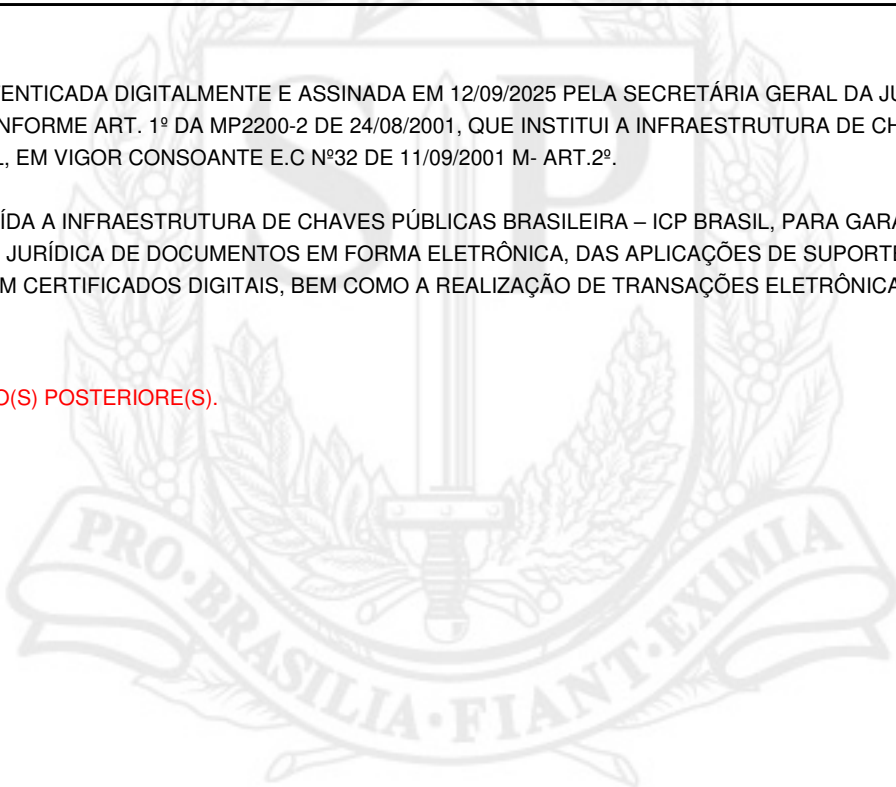 ENTICADA DIGITALMENTE E ASSINADA EM 12/09/2025 PELA SECRETÁRIA GERAL DA JU
NFORME ART. 1º DA MP2200-2 DE 24/08/2001, QUE INSTITUI A INFRAESTRUTURA DE CH
L, EM VIGOR CONSOANTE E.C Nº32 DE 11/09/2001 M- ART.2º.
ÍDA A INFRAESTRUTURA DE CHAVES PÚBLICAS BRASILEIRA – ICP BRASIL, PARA GARA
JURÍDICA DE DOCUMENTOS EM FORMA ELETRÔNICA, DAS APLICAÇÕES DE SUPORTE
M CERTIFICADOS DIGITAIS, BEM COMO A REALIZAÇÃO DE TRANSAÇÕES ELETRÔNICA
O(S) POSTERIORE(S).
SP
PRO·BRASILIA·FIANT·EXIMIA